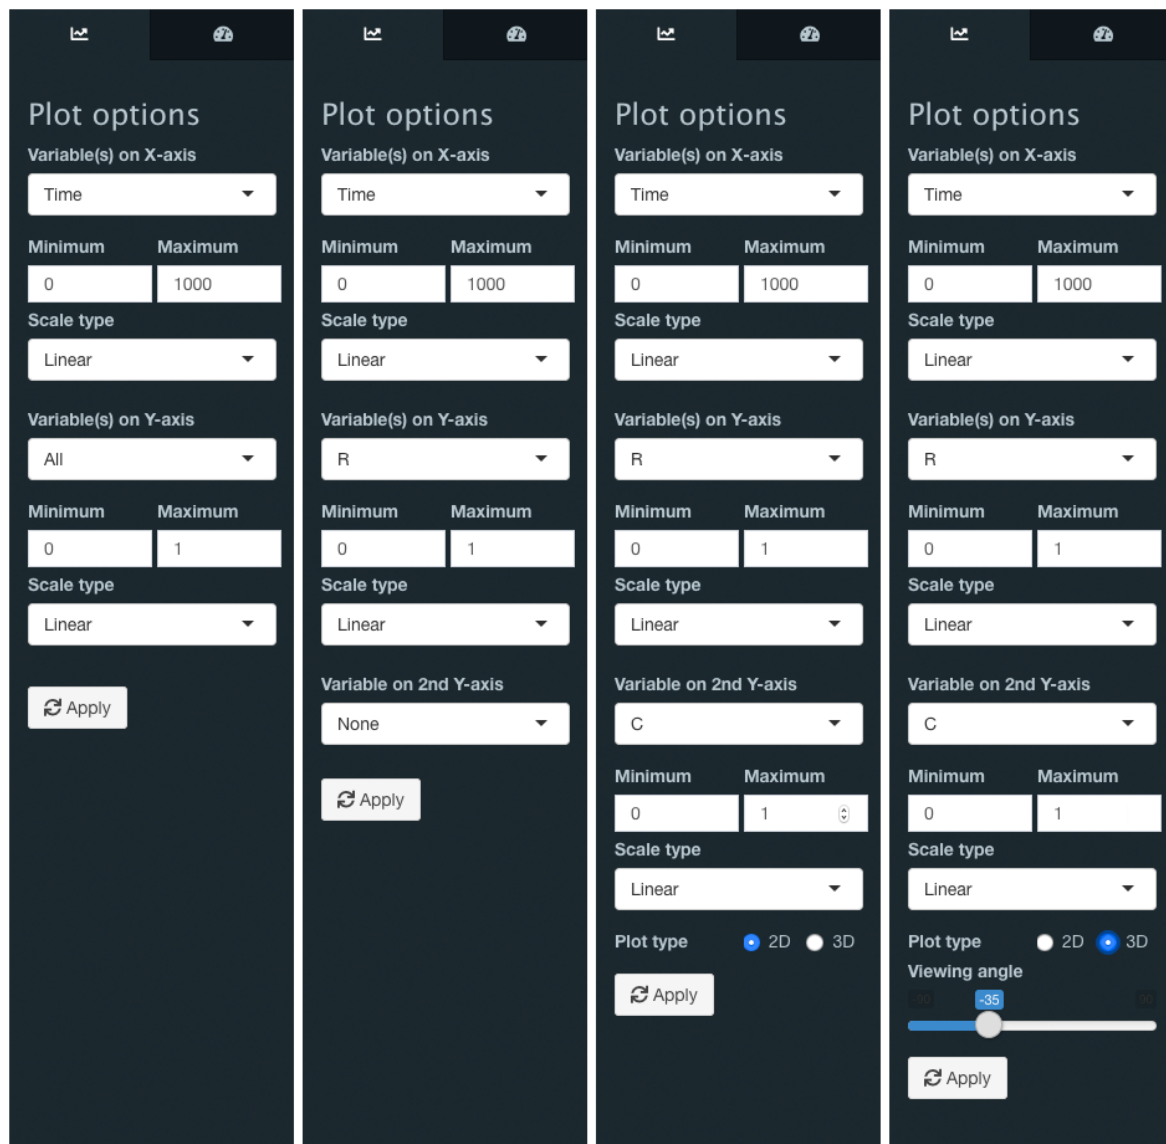 Plot options
Variable(s) on X-axis
Time
Minimum Maximum
0 1000
Scale type
Linear
Variable(s) on Y-axis
All
Minimum Maximum
0 1
Scale type
Linear
Apply
Plot options
Variable(s) on X-axis
Time
Minimum Maximum
0 1000
Scale type
Linear
Variable(s) on Y-axis
R
Minimum Maximum
0 1
Scale type
Linear
Variable on 2nd Y-axis
None
Apply
Plot options
Variable(s) on X-axis
Time
Minimum Maximum
0 1000
Scale type
Linear
Variable(s) on Y-axis
R
Minimum Maximum
0 1
Scale type
Linear
Variable on 2nd Y-axis
C
Minimum Maximum
0 1
Scale type
Linear
Plot type 2D 3D
Apply
Plot options
Variable(s) on X-axis
Time
Minimum Maximum
0 1000
Scale type
Linear
Variable(s) on Y-axis
R
Minimum Maximum
0 1
Scale type
Linear
Variable on 2nd Y-axis
C
Minimum Maximum
0 1
Scale type
Linear
Plot type 2D 3D
Viewing angle
-90 -35 90
Apply